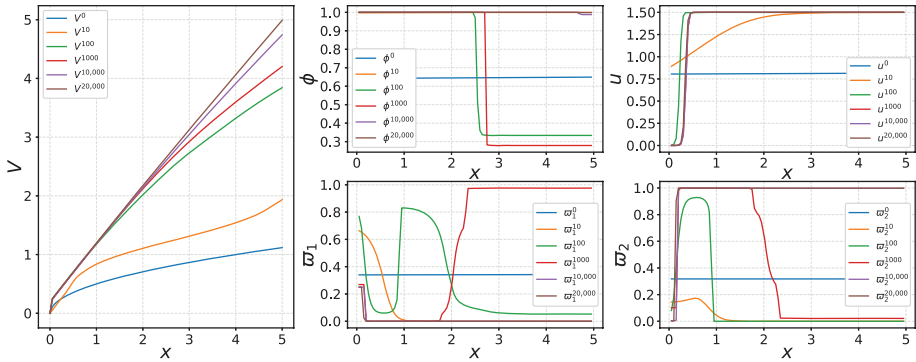 V
5
4
3
2
1
0
V^0
V^10
V^100
V^1000
V^10,000
V^20,000
0 1 2 3 4 5
x
ϕ
1.0
0.9
0.8
0.7
0.6
0.5
0.4
0.3
ϕ^0
ϕ^10
ϕ^100
ϕ^1000
ϕ^10,000
ϕ^20,000
0 1 2 3 4 5
x
u
1.50
1.25
1.00
0.75
0.50
0.25
0.00
u^0
u^10
u^100
u^1000
u^10,000
u^20,000
0 1 2 3 4 5
x
ϖ_1
1.0
0.8
0.6
0.4
0.2
0.0
ϖ_1^0
ϖ_1^10
ϖ_1^100
ϖ_1^1000
ϖ_1^10,000
ϖ_1^20,000
0 1 2 3 4 5
x
ϖ_2
1.0
0.8
0.6
0.4
0.2
0.0
ϖ_2^0
ϖ_2^10
ϖ_2^100
ϖ_2^1000
ϖ_2^10,000
ϖ_2^20,000
0 1 2 3 4 5
x